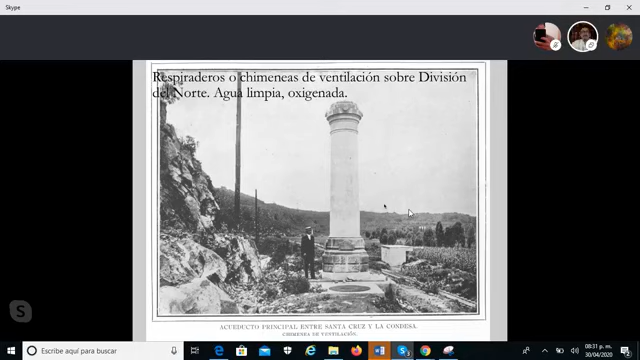 Skype
Respiraderos o chimeneas de ventilación sobre División
del Norte. Agua limpia, oxigenada.
ACUEDUCTO PRINCIPAL ENTRE SANTA CRUZ Y LA CONDESA.
CHIMENEA DE VENTILACIÓN.
Escribe aquí para buscar
08:31 p. m.
30/04/2020